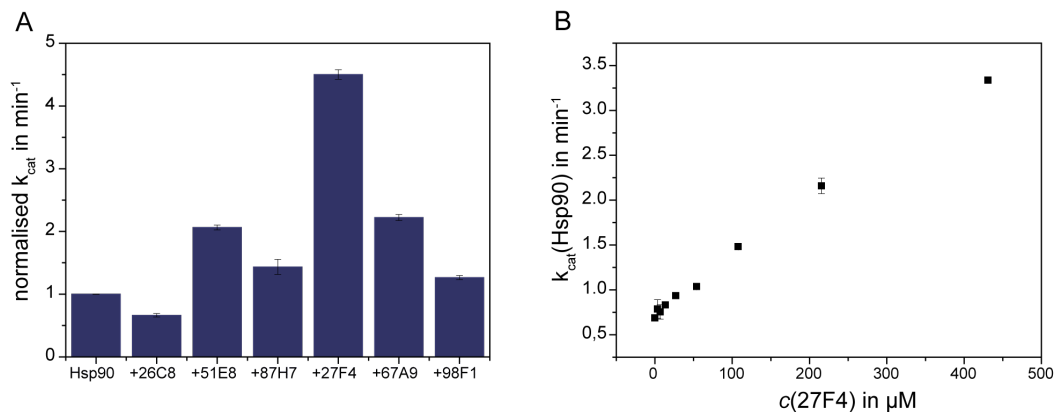 A
normalised kcat in min-1
5
4
3
2
1
0
Hsp90 +26C8 +51E8 +87H7 +27F4 +67A9 +98F1
B
kcat(Hsp90) in min-1
3.5
3.0
2.5
2.0
1.5
1.0
0,5
0 100 200 300 400 500
c(27F4) in µM